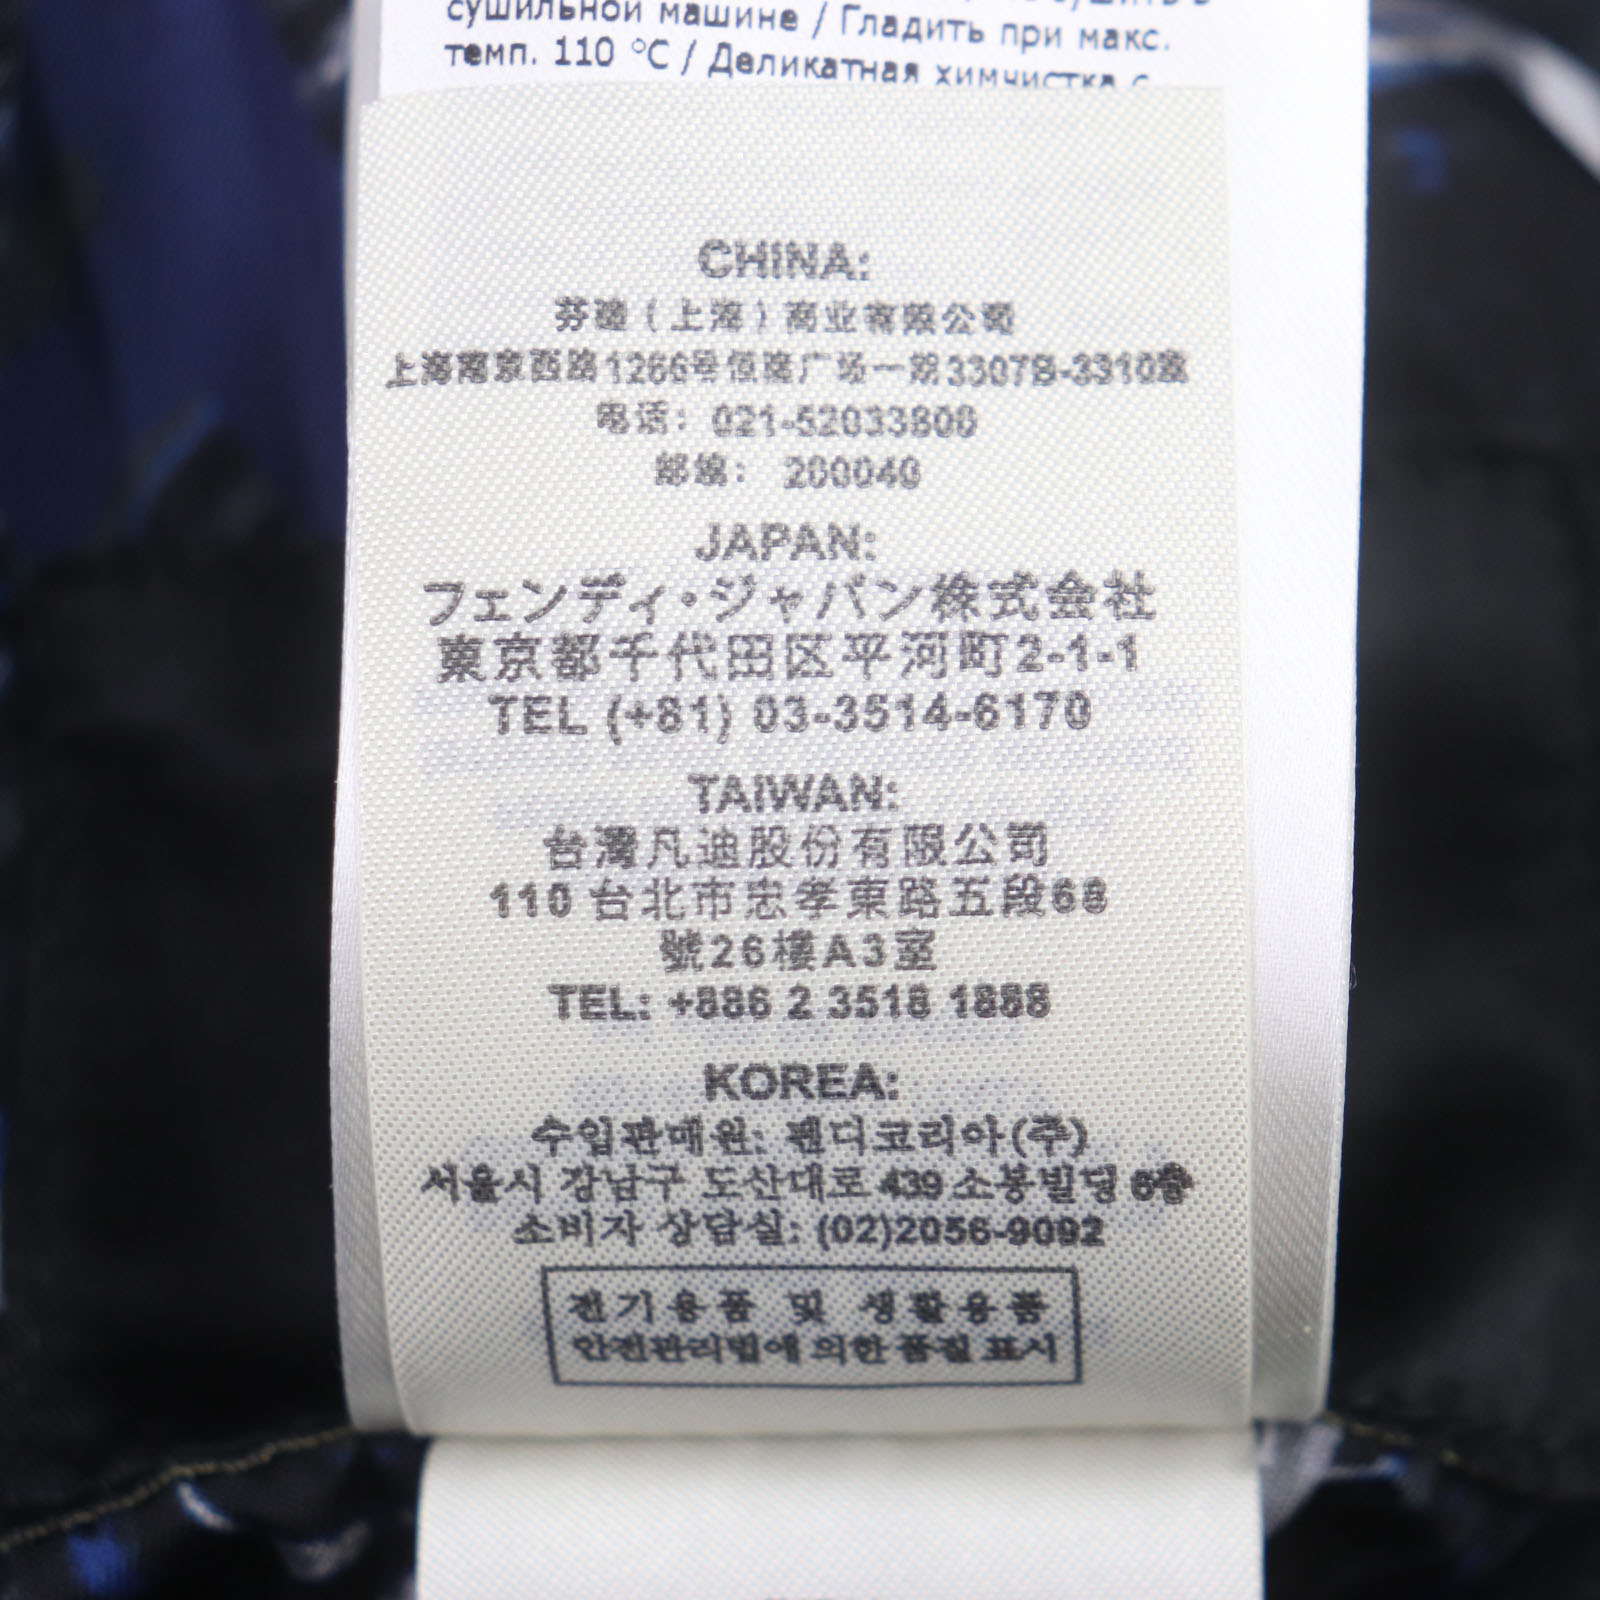 сушильной машине / Гладить при макс.
темп. 110 °C / Деликатная химчистка с
CHINA:
芬迪（上海）商业有限公司
上海南京西路1266号恒隆广场一期3307B-3310室
电话： 021-52033800
邮编： 200040
JAPAN:
フェンディ・ジャパン株式会社
東京都千代田区平河町2-1-1
TEL (+81) 03-3514-6170
TAIWAN:
台灣凡迪股份有限公司
110 台北市忠孝東路五段68
號26樓A3室
TEL: +886 2 3518 1888
KOREA:
수입판매원: 펜디코리아(주)
서울시 강남구 도산대로 439 소봉빌딩 6층
소비자 상담실: (02)2056-9092
전기용품 및 생활용품
안전관리법에 의한 품질 표시